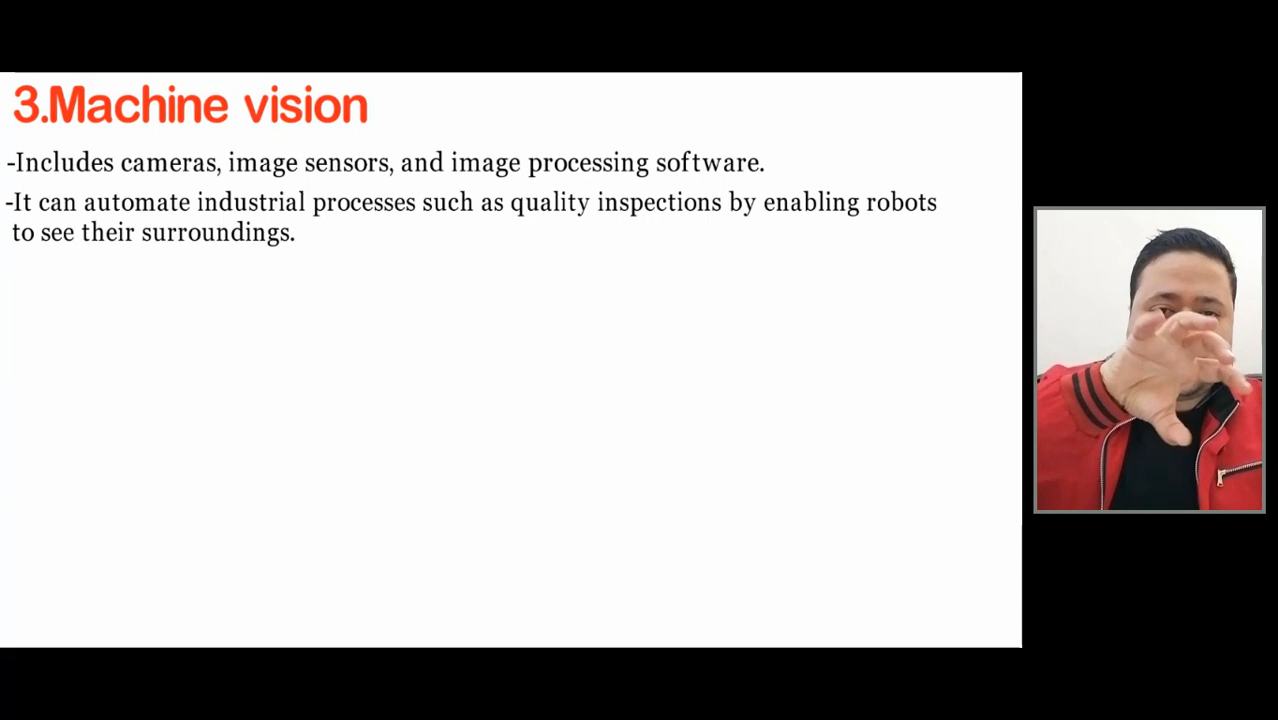 3.Machine vision
-Includes cameras, image sensors, and image processing software.
-It can automate industrial processes such as quality inspections by enabling robots
to see their surroundings.